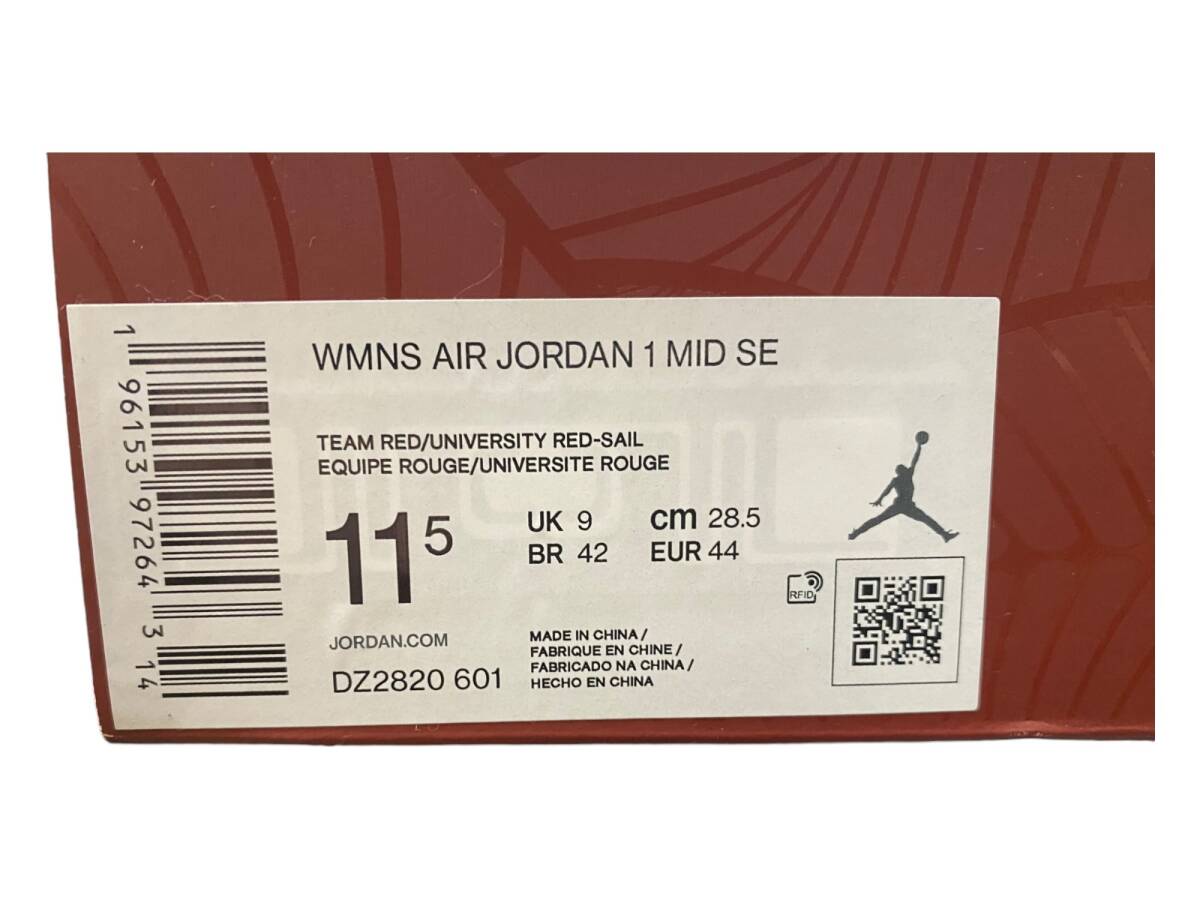 WMNS AIR JORDAN 1 MID SE
TEAM RED/UNIVERSITY RED-SAIL
EQUIPE ROUGE/UNIVERSITE ROUGE
11 5
UK 9 cm 28.5
BR 42 EUR 44
RFID
JORDAN.COM
DZ2820 601
MADE IN CHINA /
FABRIQUE EN CHINE /
FABRICADO NA CHINA /
HECHO EN CHINA
1 96153 97264 3 14